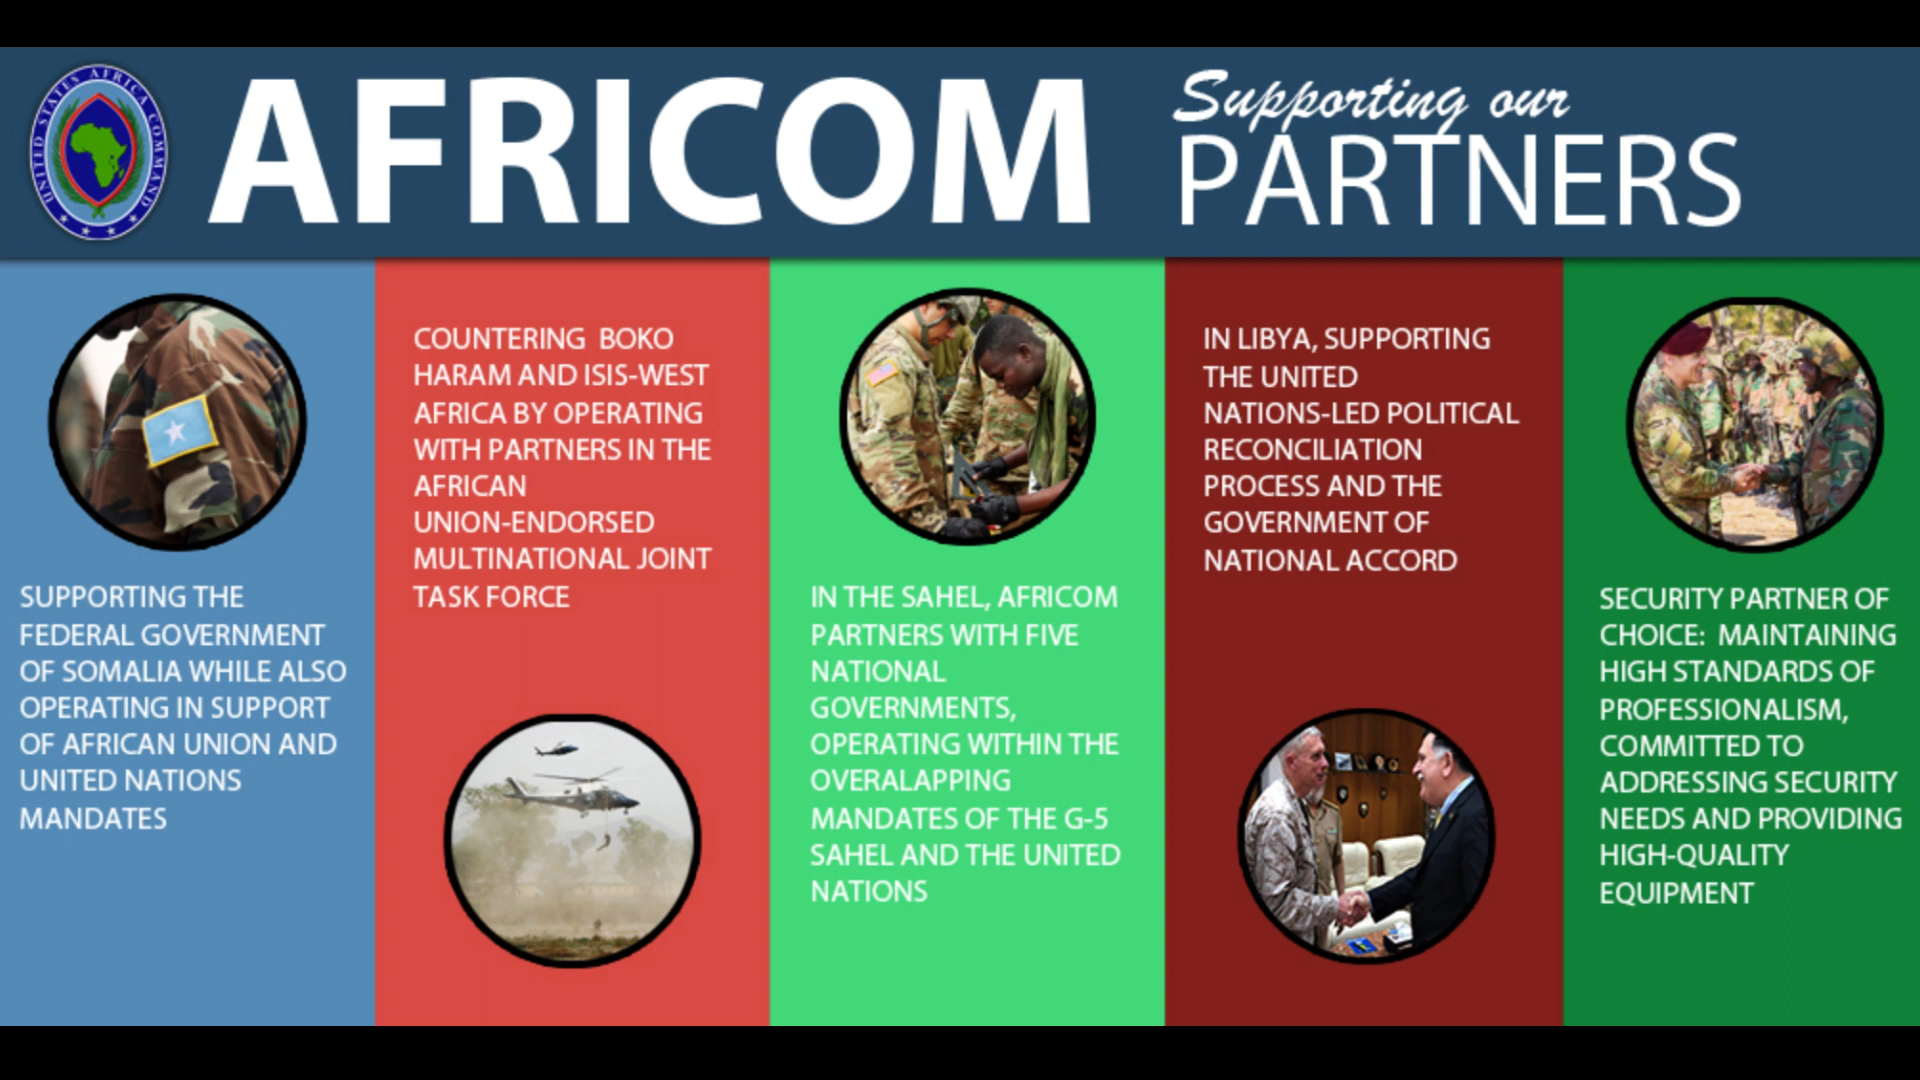 UNITED STATES AFRICA COMMAND
AFRICOM
Supporting our
PARTNERS
SUPPORTING THE
FEDERAL GOVERNMENT
OF SOMALIA WHILE ALSO
OPERATING IN SUPPORT
OF AFRICAN UNION AND
UNITED NATIONS
MANDATES
COUNTERING BOKO
HARAM AND ISIS-WEST
AFRICA BY OPERATING
WITH PARTNERS IN THE
AFRICAN
UNION-ENDORSED
MULTINATIONAL JOINT
TASK FORCE
IN THE SAHEL, AFRICOM
PARTNERS WITH FIVE
NATIONAL
GOVERNMENTS,
OPERATING WITHIN THE
OVERALAPPING
MANDATES OF THE G-5
SAHEL AND THE UNITED
NATIONS
IN LIBYA, SUPPORTING
THE UNITED
NATIONS-LED POLITICAL
RECONCILIATION
PROCESS AND THE
GOVERNMENT OF
NATIONAL ACCORD
SECURITY PARTNER OF
CHOICE: MAINTAINING
HIGH STANDARDS OF
PROFESSIONALISM,
COMMITTED TO
ADDRESSING SECURITY
NEEDS AND PROVIDING
HIGH-QUALITY
EQUIPMENT